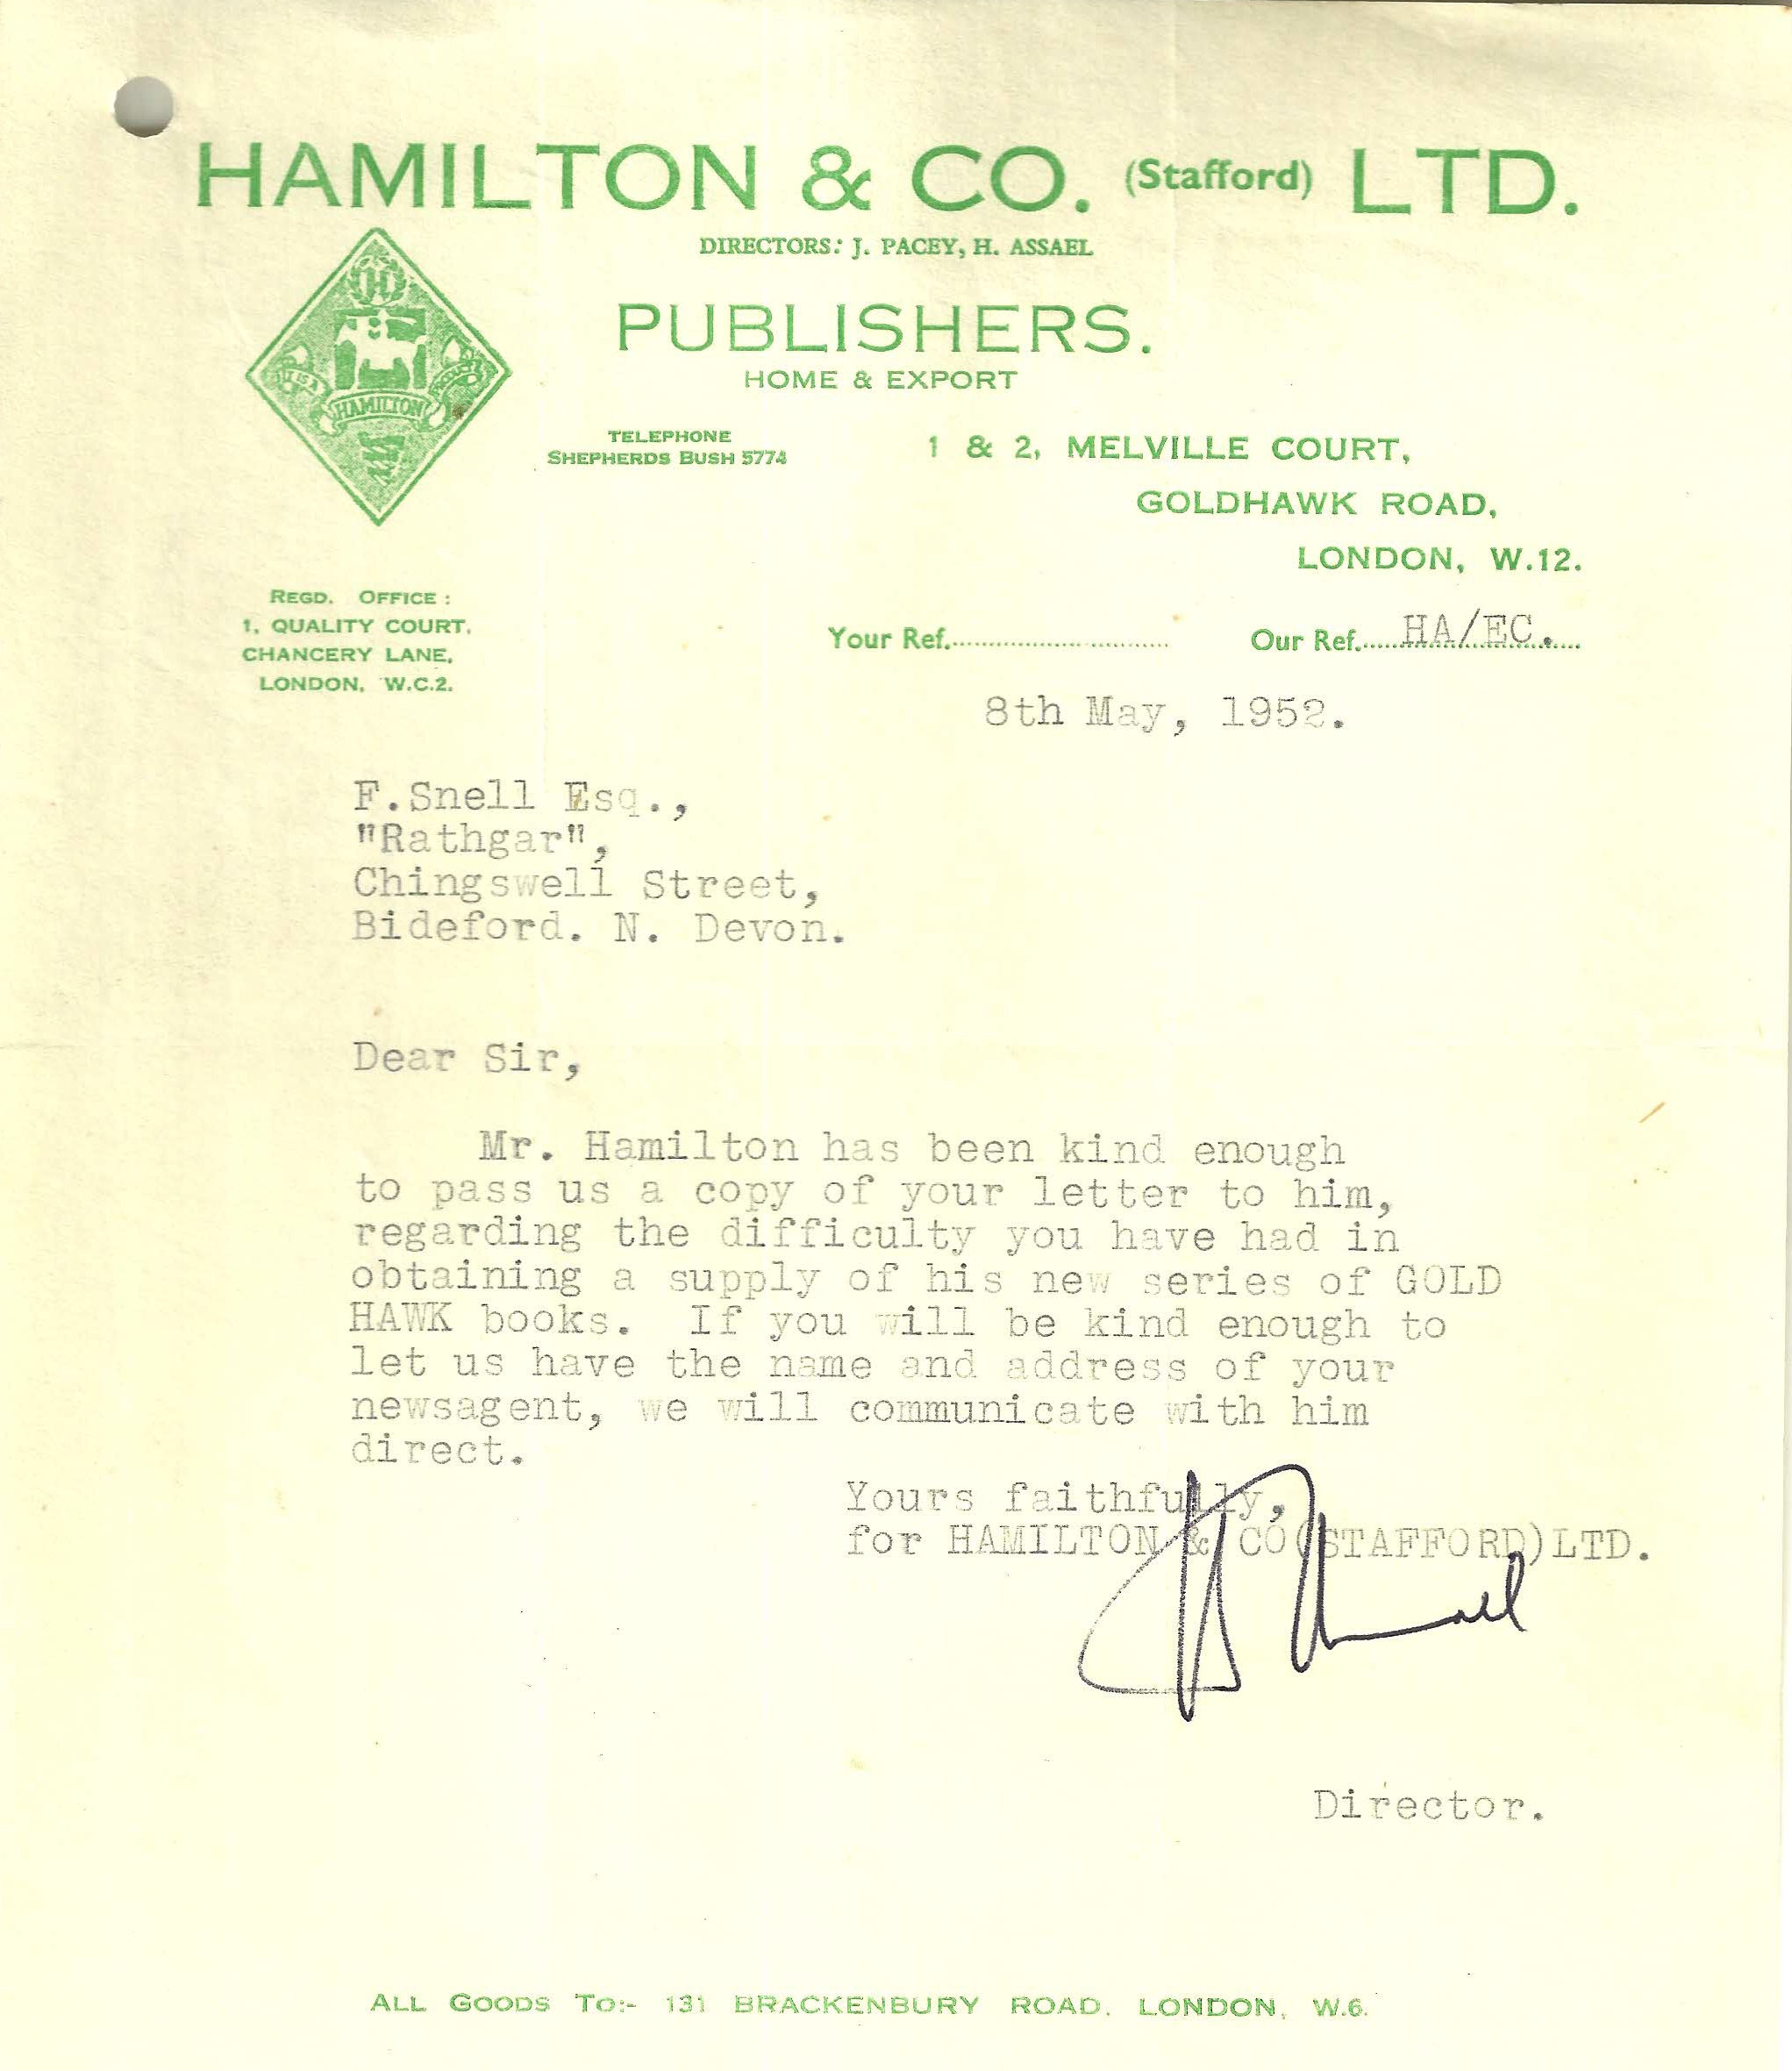 HAMILTON & CO. (Stafford) LTD.
DIRECTORS: J. PACEY, H. ASSAEL
PUBLISHERS.
HOME & EXPORT
H
IT IS A
HAMILTON
PRODUCT
TELEPHONE
SHEPHERDS BUSH 5774
1 & 2, MELVILLE COURT,
GOLDHAWK ROAD,
LONDON, W.12.
REGD. OFFICE :
1, QUALITY COURT,
CHANCERY LANE,
LONDON, W.C.2.
Your Ref.
Our Ref. HA/EC.
8th May, 1952.
F.Snell Esq.,
"Rathgar",
Chingswell Street,
Bideford. N. Devon.
Dear Sir,
Mr. Hamilton has been kind enough
to pass us a copy of your letter to him,
regarding the difficulty you have had in
obtaining a supply of his new series of GOLD
HAWK books. If you will be kind enough to
let us have the name and address of your
newsagent, we will communicate with him
direct.
Yours faithfully,
for HAMILTON & CO(STAFFORD)LTD.
Director.
ALL GOODS TO:- 131 BRACKENBURY ROAD. LONDON, W.6.